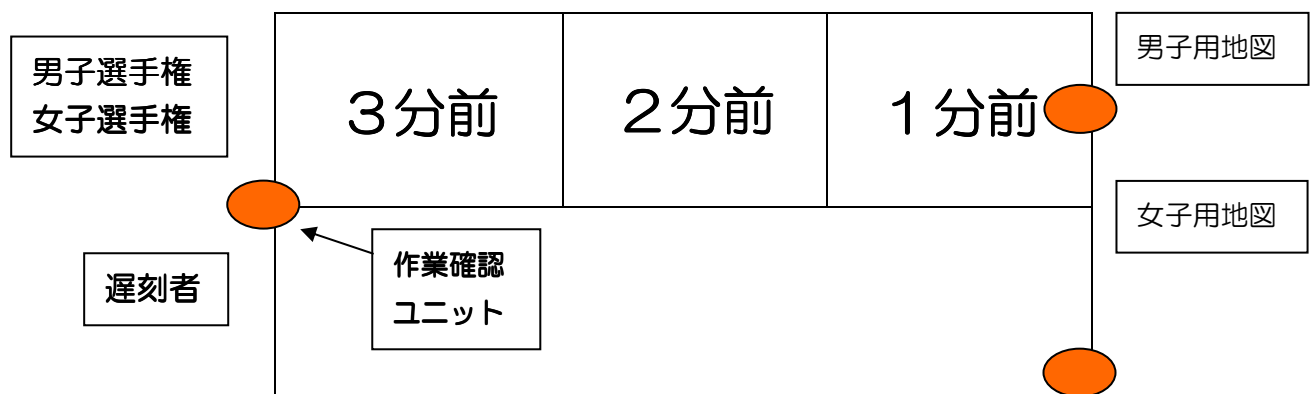 男子選手権
女子選手権
３分前
２分前
１分前
男子用地図
女子用地図
遅刻者
作業確認
ユニット